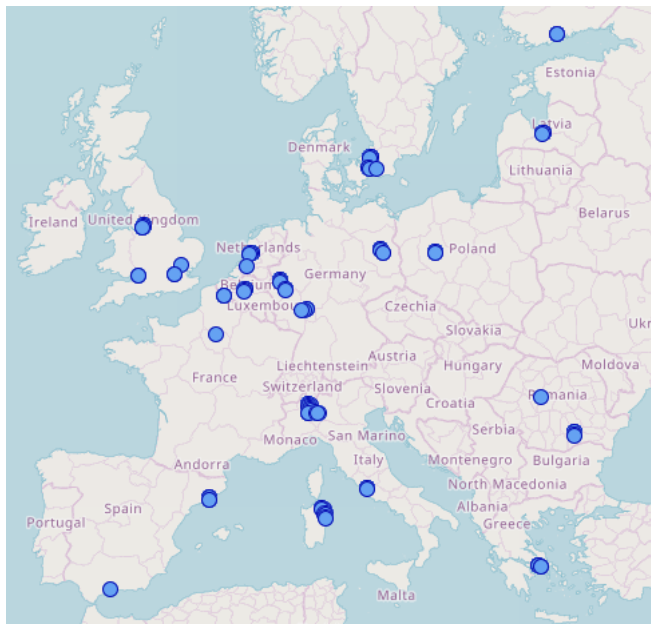 Estonia
Latvia
Denmark
Lithuania
Ireland
United Kingdom
Belarus
Netherlands
Poland
Germany
Belgium
Luxembou
Czechia
Ukr
Slovakia
Liechtenstein
Austria
Moldova
Hungary
France
Switzerland
Slovenia
Romania
Croatia
Serbia
Monaco
San Marino
Italy
Montenegro
Bulgaria
Andorra
North Macedonia
Albania
Spain
Portugal
Greece
Malta